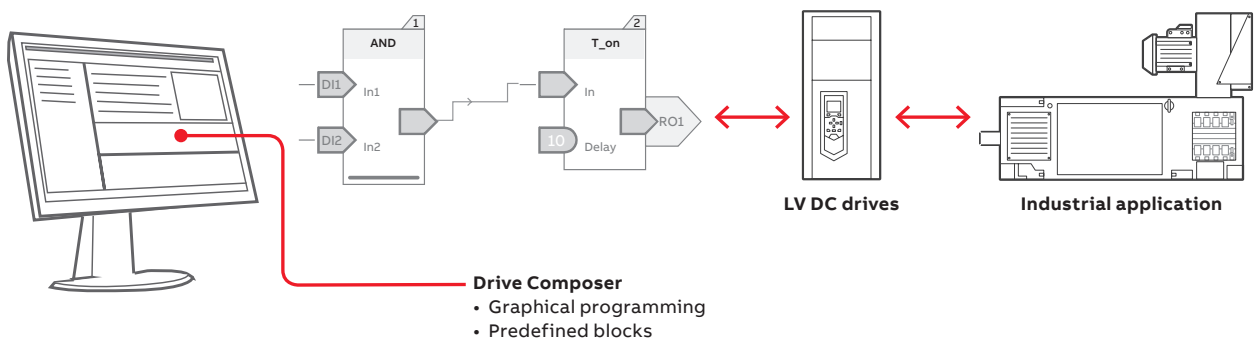 1
AND
DI1
In1
DI2
In2
2
T_on
In
10
Delay
RO1
LV DC drives
Industrial application
Drive Composer
• Graphical programming
• Predefined blocks